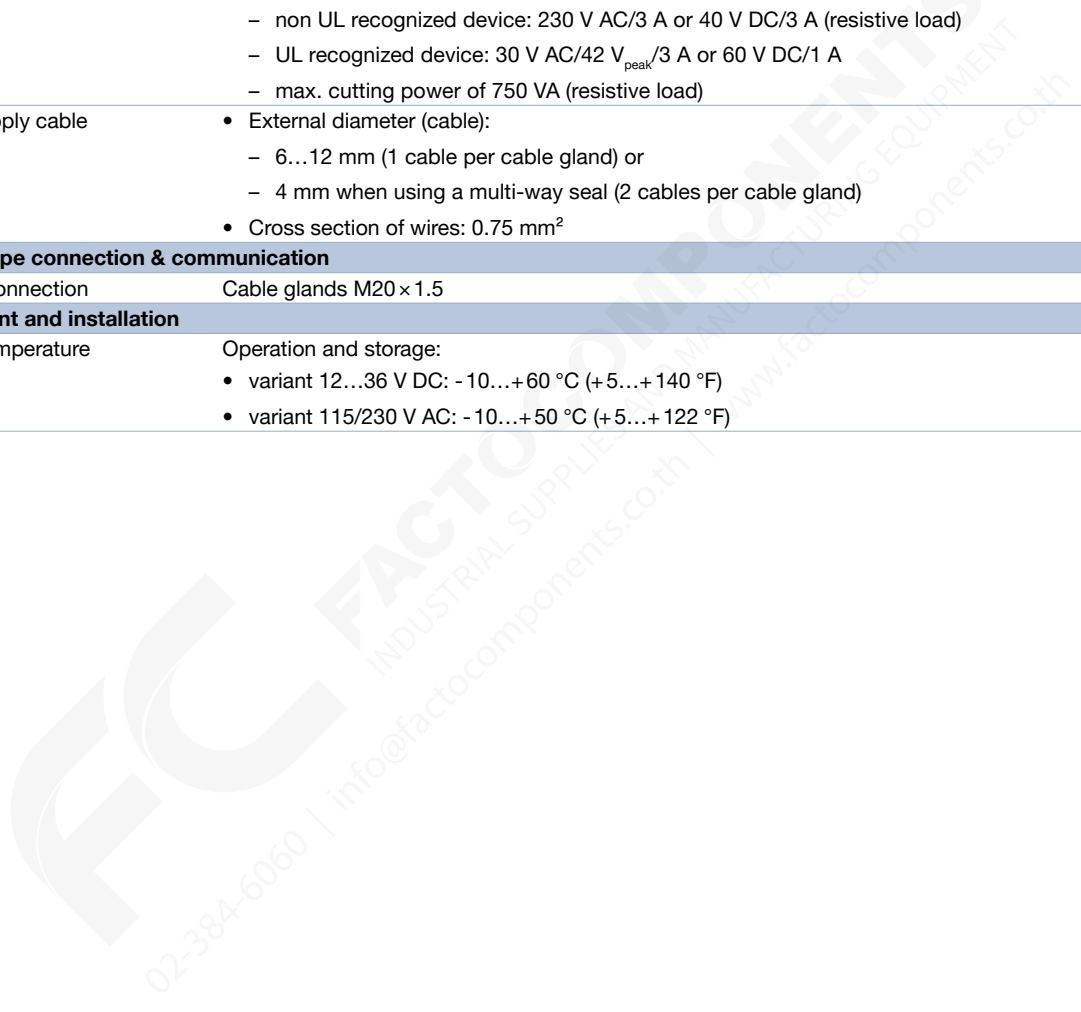 – non UL recognized device: 230 V AC/3 A or 40 V DC/3 A (resistive load)
– UL recognized device: 30 V AC/42 Vpeak/3 A or 60 V DC/1 A
– max. cutting power of 750 VA (resistive load)
ply cable • External diameter (cable):
– 6…12 mm (1 cable per cable gland) or
– 4 mm when using a multi-way seal (2 cables per cable gland)
• Cross section of wires: 0.75 mm²
pe connection & communication
onnection Cable glands M20×1.5
nt and installation
mperature Operation and storage:
• variant 12…36 V DC: -10…+60 °C (+5…+140 °F)
• variant 115/230 V AC: -10…+50 °C (+5…+122 °F)
FC
FACTOCOMPONENTS
INDUSTRIAL SUPPLIES AND MANUFACTURING EQUIPMENT
02-384-6060 | info@factocomponents.co.th | www.factocomponents.co.th